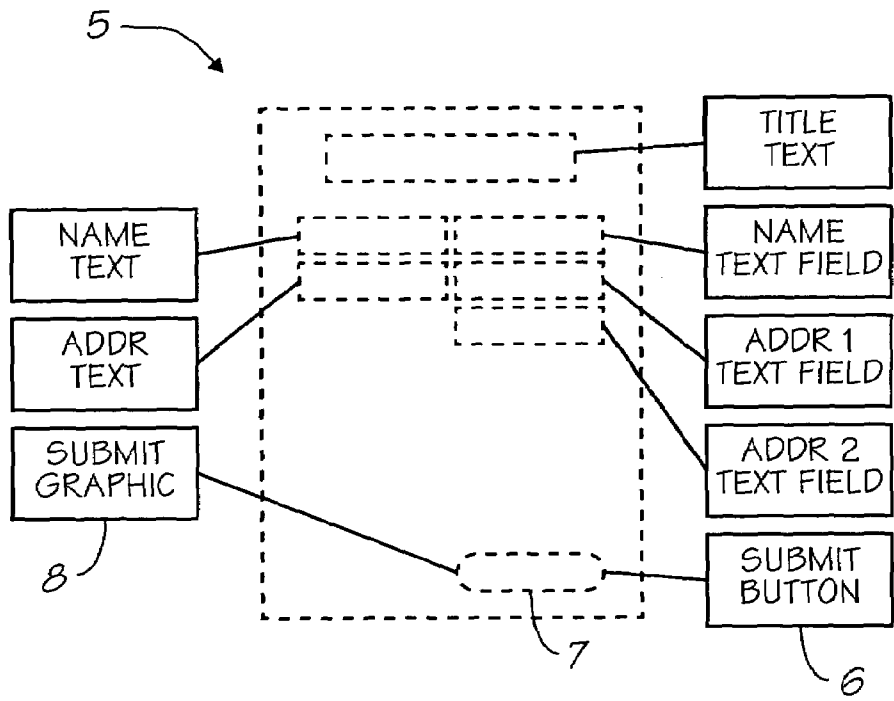 5
TITLE
TEXT
NAME
TEXT
NAME
TEXT FIELD
ADDR
TEXT
ADDR 1
TEXT FIELD
SUBMIT
GRAPHIC
ADDR 2
TEXT FIELD
8
SUBMIT
BUTTON
7
6